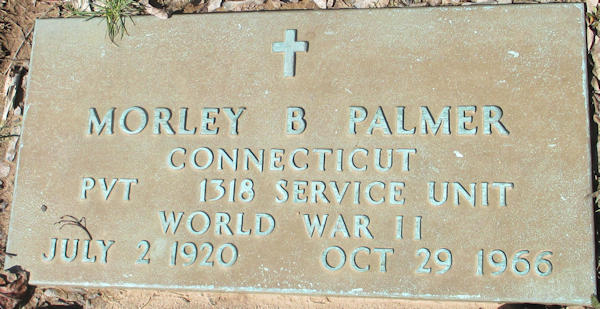 MORLEY B PALMER
CONNECTICUT
PVT 1318 SERVICE UNIT
WORLD WAR II
JULY 2 1920 OCT 29 1966